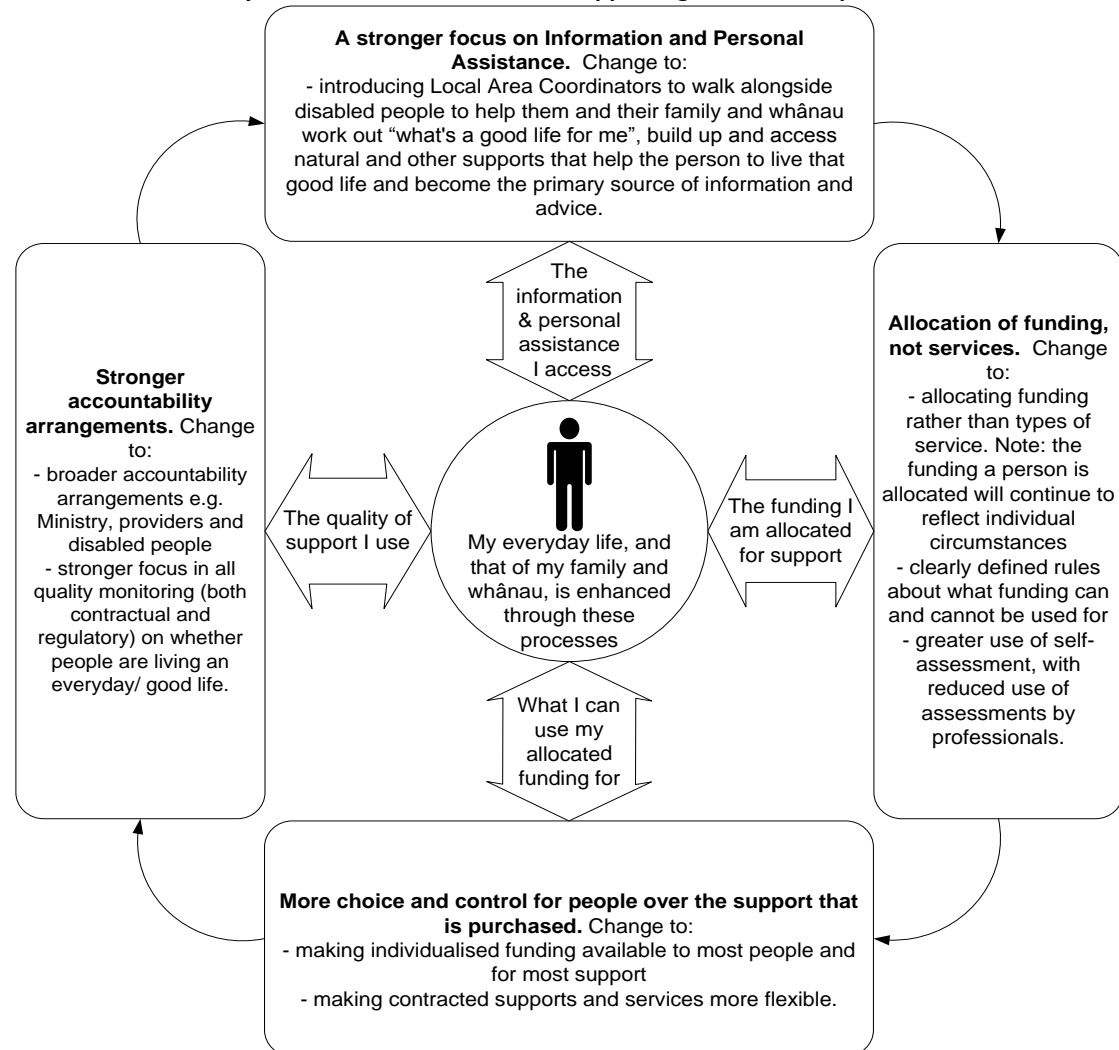 A stronger focus on Information and Personal
Assistance. Change to:
- introducing Local Area Coordinators to walk alongside
disabled people to help them and their family and whânau
work out “what's a good life for me”, build up and access
natural and other supports that help the person to live that
good life and become the primary source of information and
advice.
The
information
& personal
assistance
I access
Allocation of funding,
not services. Change
to:
- allocating funding
rather than types of
service. Note: the
funding a person is
allocated will continue to
reflect individual
circumstances
- clearly defined rules
about what funding can
and cannot be used for
- greater use of self-
assessment, with
reduced use of
assessments by
professionals.
Stronger
accountability
arrangements. Change
to:
- broader accountability
arrangements e.g.
Ministry, providers and
disabled people
- stronger focus in all
quality monitoring (both
contractual and
regulatory) on whether
people are living an
everyday/ good life.
The quality of
support I use
My everyday life, and
that of my family and
whânau, is enhanced
through these
processes
The funding I
am allocated
for support
What I can
use my
allocated
funding for
More choice and control for people over the support that
is purchased. Change to:
- making individualised funding available to most people and
for most support
- making contracted supports and services more flexible.